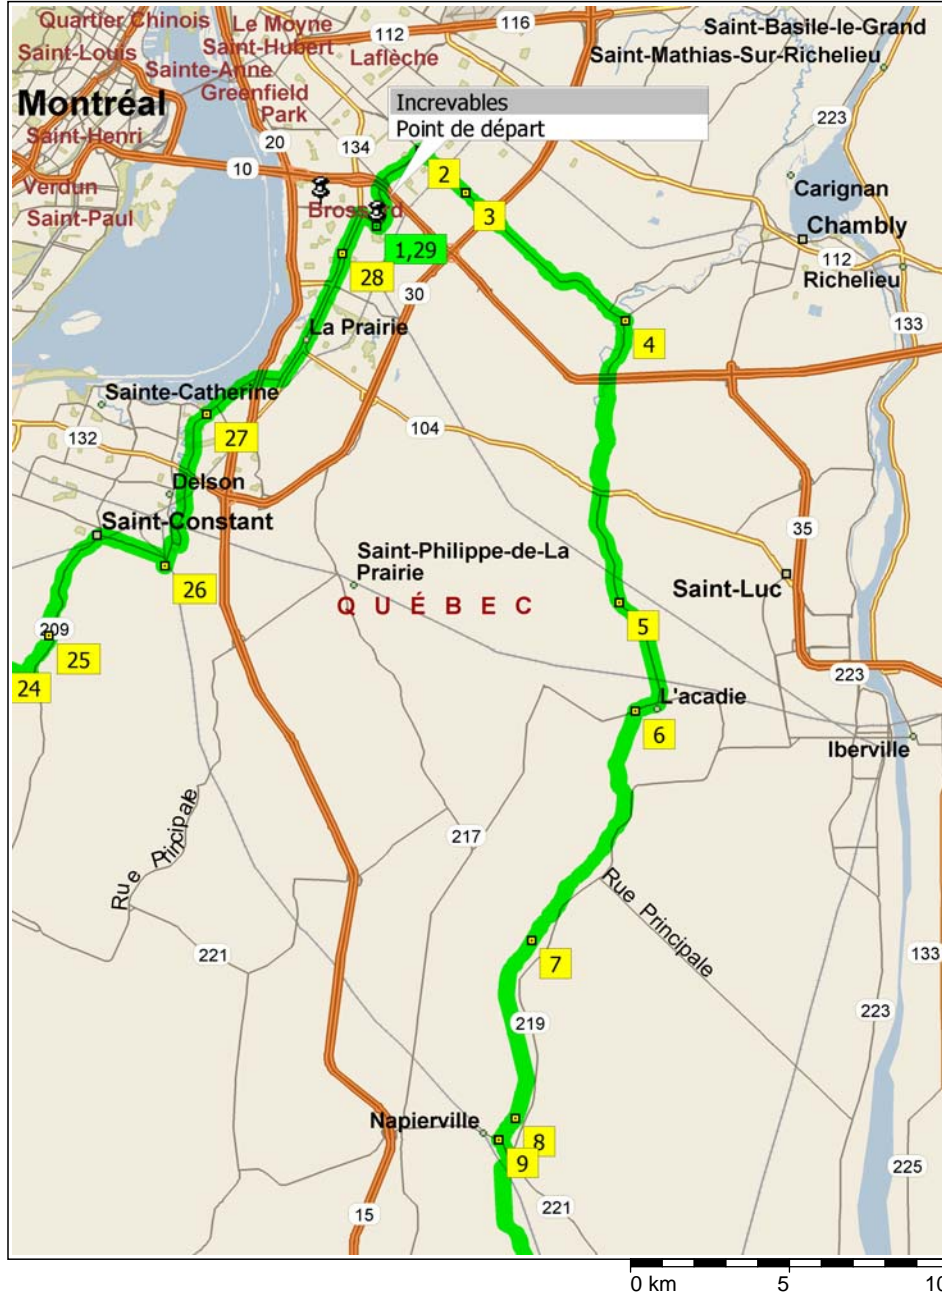 Quartier Chinois
Le Moyne
116
Saint-Basile-le-Grand
112
Saint-Louis
Saint-Hubert
Laflèche
Saint-Mathias-Sur-Richelieu
Sainte-Anne
Greenfield
Park
Montréal
Increvables
Point de départ
223
Saint-Henri
20
134
10
2
Verdun
Carignan
Saint-Paul
Brossard
3
Chambly
1,29
112
28
Richelieu
30
133
La Prairie
4
Sainte-Catherine
104
132
27
Delson
Saint-Constant
35
Saint-Philippe-de-La
Prairie
26
Saint-Luc
QUÉBEC
5
209
25
24
223
L'acadie
6
Iberville
217
Rue Principale
Rue Principale
221
7
133
219
223
Napierville
8
9
225
221
15
0 km
5
10